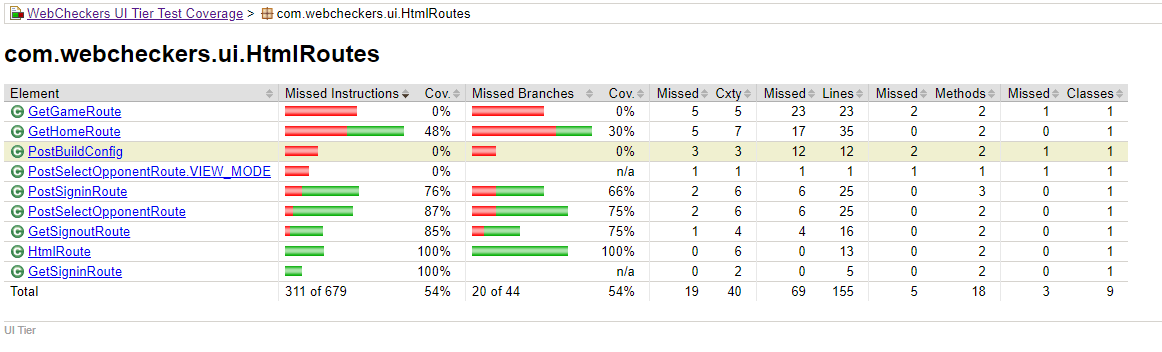 WebCheckers UI Tier Test Coverage > com.webcheckers.ui.HtmlRoutes
com.webcheckers.ui.HtmlRoutes
Element Missed Instructions Cov. Missed Branches Cov. Missed Cxty Missed Lines Missed Methods Missed Classes
GetGameRoute 0% 0% 5 5 23 23 2 2 1 1
GetHomeRoute 48% 30% 5 7 17 35 0 2 0 1
PostBuildConfig 0% 0% 3 3 12 12 2 2 1 1
PostSelectOpponentRoute.VIEW_MODE 0% n/a 1 1 1 1 1 1 1 1
PostSigninRoute 76% 66% 2 6 6 25 0 3 0 1
PostSelectOpponentRoute 87% 75% 2 6 6 25 0 2 0 1
GetSignoutRoute 85% 75% 1 4 4 16 0 2 0 1
HtmlRoute 100% 100% 0 6 0 13 0 2 0 1
GetSigninRoute 100% n/a 0 2 0 5 0 2 0 1
Total 311 of 679 54% 20 of 44 54% 19 40 69 155 5 18 3 9
UI Tier